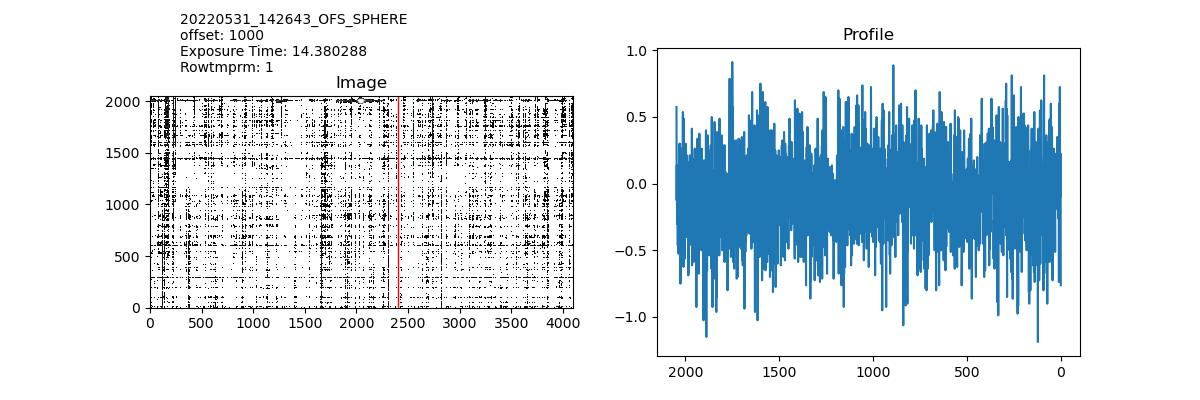 20220531_142643_OFS_SPHERE
offset: 1000
Exposure Time: 14.380288
Rowtmprm: 1
Image
2000
1500
1000
500
0
0 500 1000 1500 2000 2500 3000 3500 4000
Profile
1.0
0.5
0.0
−0.5
−1.0
2000 1500 1000 500 0